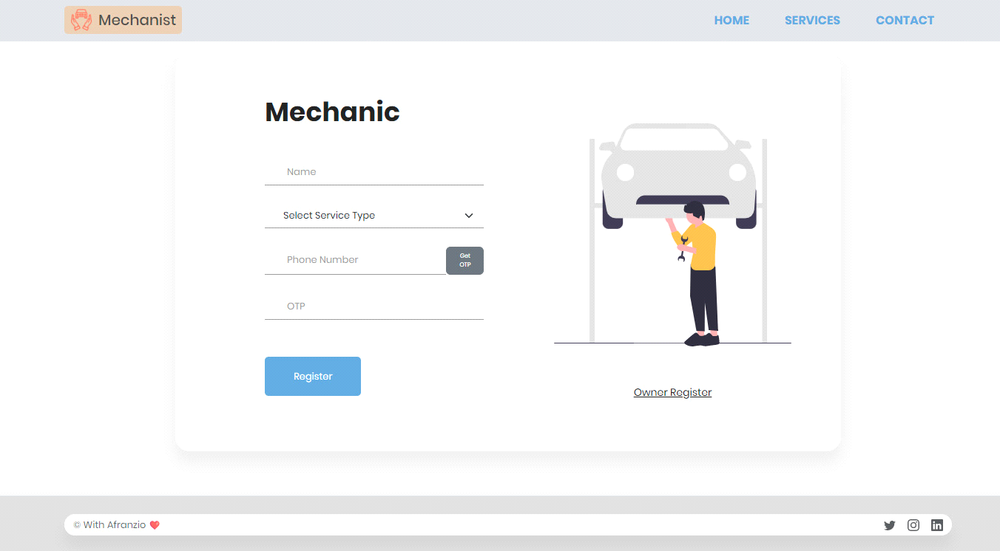 Mechanist
HOME SERVICES CONTACT
Mechanic
Name
Select Service Type
Phone Number
Get
OTP
OTP
Register
Owner Register
© With Afranzio ❤️